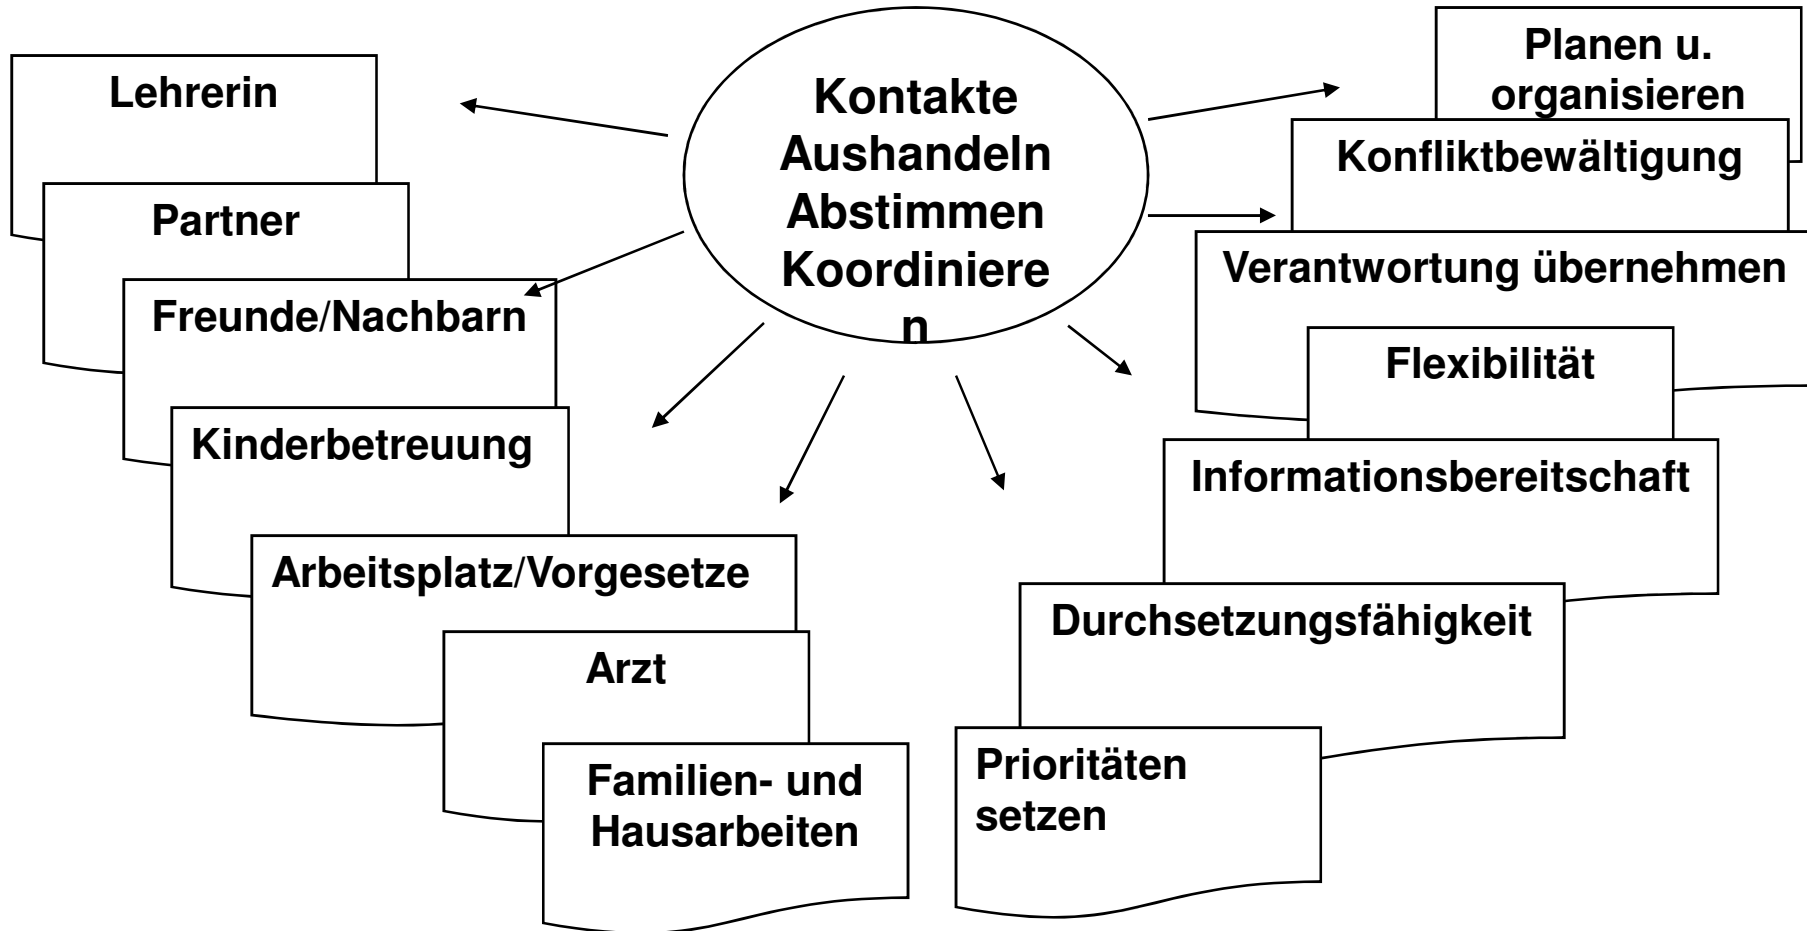 Kontakte
Aushandeln
Abstimmen
Koordiniere
n
Lehrerin
Partner
Freunde/Nachbarn
Kinderbetreuung
Arbeitsplatz/Vorgesetze
Arzt
Familien- und
Hausarbeiten
Planen u.
organisieren
Konfliktbewältigung
Verantwortung übernehmen
Flexibilität
Informationsbereitschaft
Durchsetzungsfähigkeit
Prioritäten
setzen